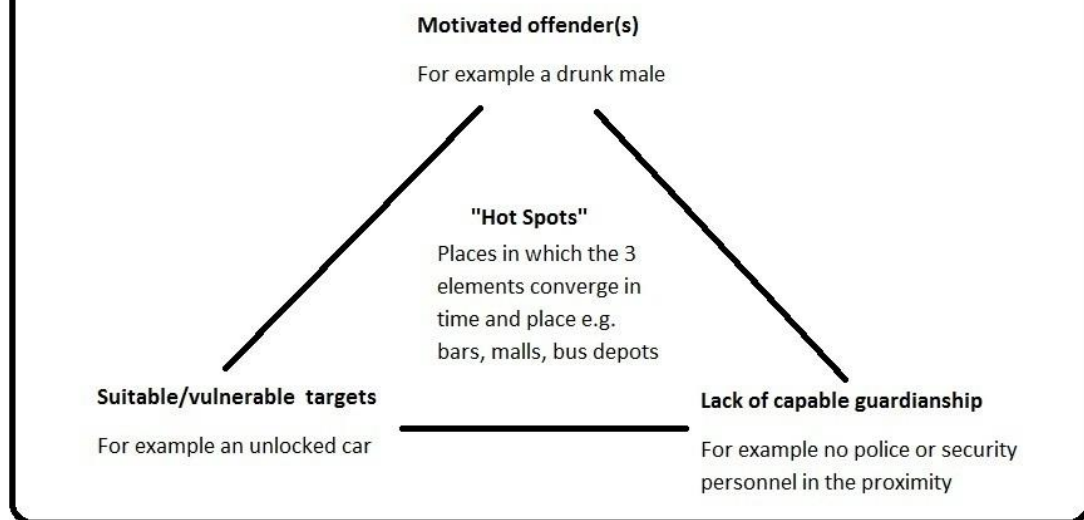 Motivated offender(s)
For example a drunk male
"Hot Spots"
Places in which the 3
elements converge in
time and place e.g.
bars, malls, bus depots
Suitable/vulnerable targets
For example an unlocked car
Lack of capable guardianship
For example no police or security
personnel in the proximity